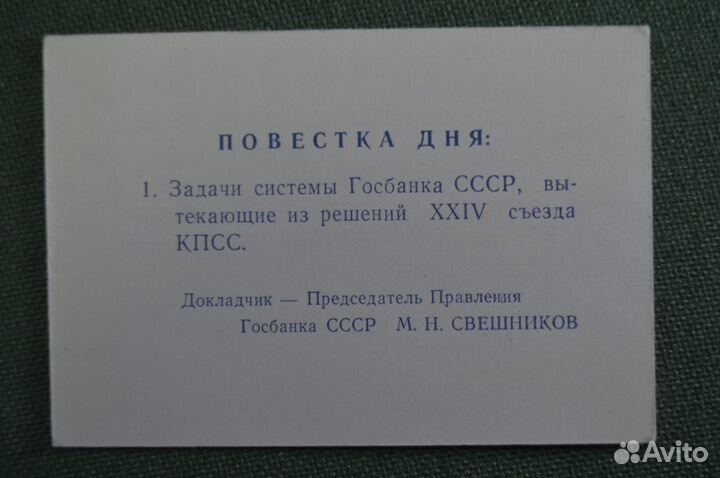 ПОВЕСТКА ДНЯ:
1. Задачи системы Госбанка СССР, вы-
текающие из решений XXIV съезда
КПСС.
Докладчик — Председатель Правления
Госбанка СССР М. Н. СВЕШНИКОВ
Avito